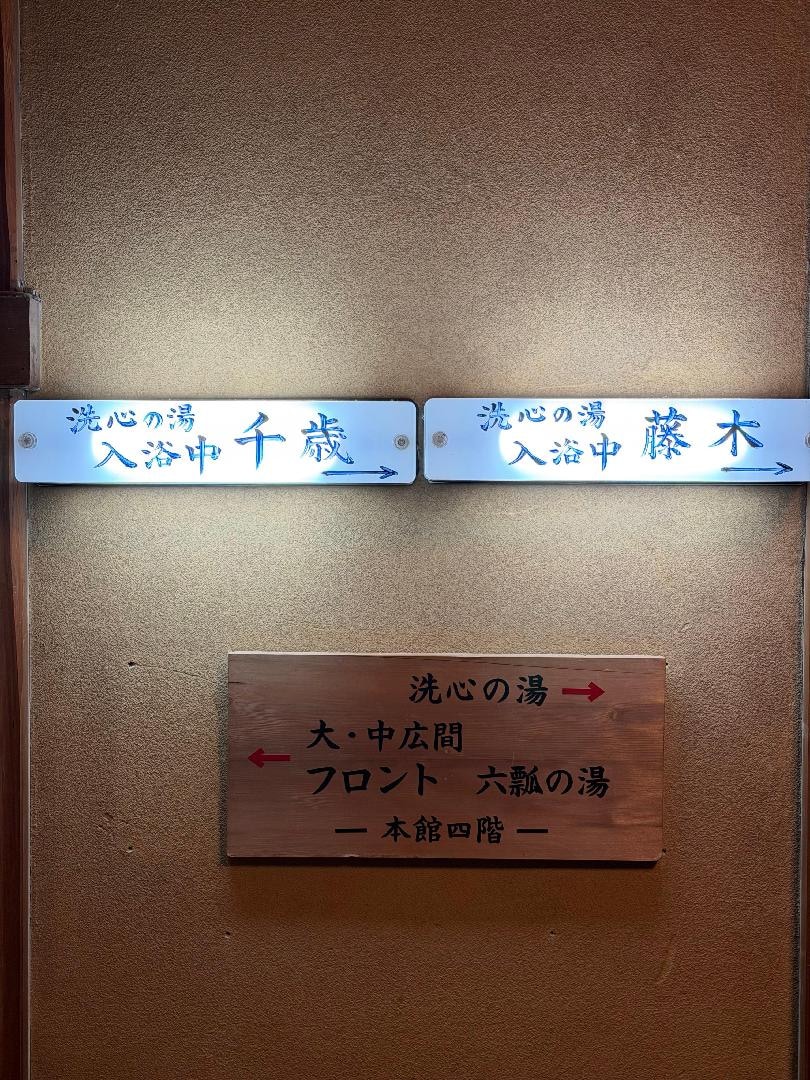 洗心の湯
入浴中 千歳
→
洗心の湯
入浴中 藤木
→
洗心の湯 →
大・中広間
← フロント 六瓢の湯
— 本館四階 —